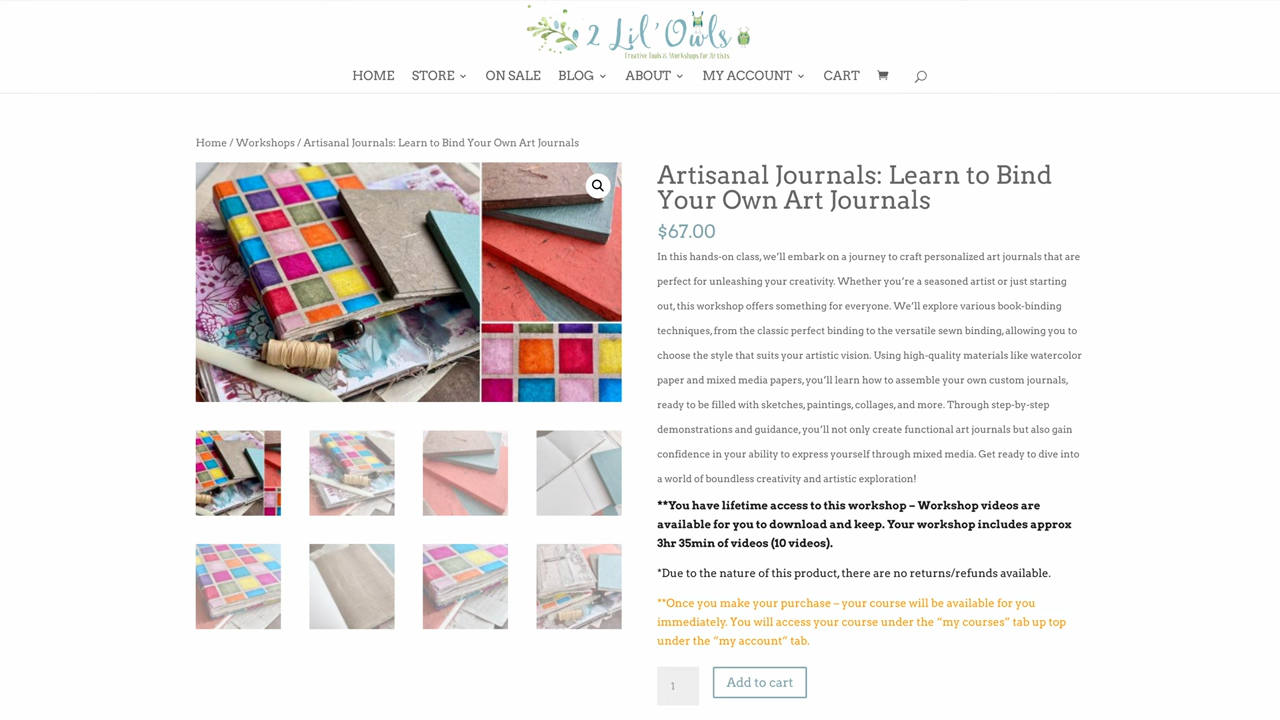 2 Lil' Owls
Creative Tools & Workshops for Artists
HOME STORE ON SALE BLOG ABOUT MY ACCOUNT CART
Home / Workshops / Artisanal Journals: Learn to Bind Your Own Art Journals
Artisanal Journals: Learn to Bind
Your Own Art Journals
$67.00
In this hands-on class, we'll embark on a journey to craft personalized art journals that are
perfect for unleashing your creativity. Whether you're a seasoned artist or just starting
out, this workshop offers something for everyone. We'll explore various book-binding
techniques, from the classic perfect binding to the versatile sewn binding, allowing you to
choose the style that suits your artistic vision. Using high-quality materials like watercolor
paper and mixed media papers, you'll learn how to assemble your own custom journals,
ready to be filled with sketches, paintings, collages, and more. Through step-by-step
demonstrations and guidance, you'll not only create functional art journals but also gain
confidence in your ability to express yourself through mixed media. Get ready to dive into
a world of boundless creativity and artistic exploration!
**You have lifetime access to this workshop – Workshop videos are
available for you to download and keep. Your workshop includes approx
3hr 35min of videos (10 videos).
*Due to the nature of this product, there are no returns/refunds available.
**Once you make your purchase – your course will be available for you
immediately. You will access your course under the “my courses” tab up top
under the “my account” tab.
1 Add to cart